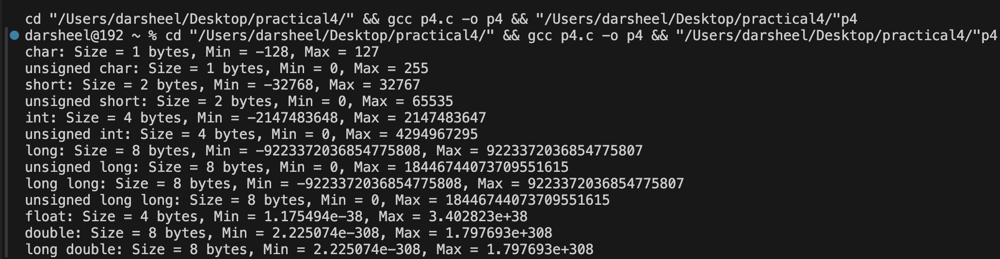 cd "/Users/darsheel/Desktop/practical4/" && gcc p4.c -o p4 && "/Users/darsheel/Desktop/practical4/"p4
darsheel@192 ~ % cd "/Users/darsheel/Desktop/practical4/" && gcc p4.c -o p4 && "/Users/darsheel/Desktop/practical4/"p4
char: Size = 1 bytes, Min = -128, Max = 127
unsigned char: Size = 1 bytes, Min = 0, Max = 255
short: Size = 2 bytes, Min = -32768, Max = 32767
unsigned short: Size = 2 bytes, Min = 0, Max = 65535
int: Size = 4 bytes, Min = -2147483648, Max = 2147483647
unsigned int: Size = 4 bytes, Min = 0, Max = 4294967295
long: Size = 8 bytes, Min = -9223372036854775808, Max = 9223372036854775807
unsigned long: Size = 8 bytes, Min = 0, Max = 18446744073709551615
long long: Size = 8 bytes, Min = -9223372036854775808, Max = 9223372036854775807
unsigned long long: Size = 8 bytes, Min = 0, Max = 18446744073709551615
float: Size = 4 bytes, Min = 1.175494e-38, Max = 3.402823e+38
double: Size = 8 bytes, Min = 2.225074e-308, Max = 1.797693e+308
long double: Size = 8 bytes, Min = 2.225074e-308, Max = 1.797693e+308